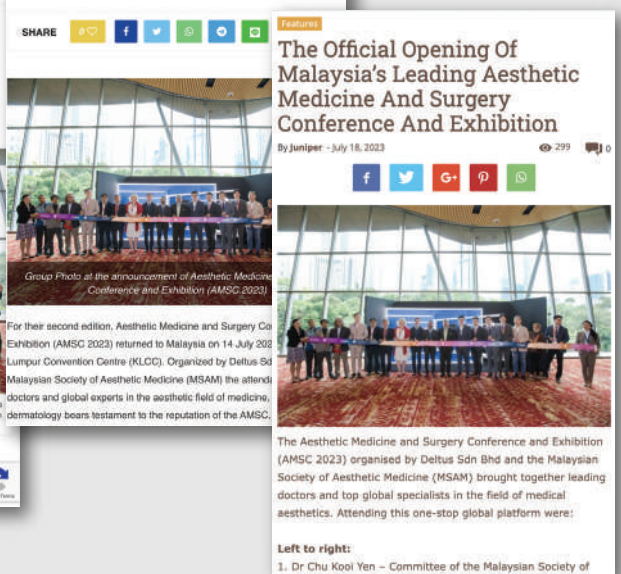 SHARE
0
Group Photo at the announcement of Aesthetic Medicine
Conference and Exhibition (AMSC 2023)
For their second edition, Aesthetic Medicine and Surgery
Exhibition (AMSC 2023) returned to Malaysia on 14 July
Lumpur Convention Centre (KLCC). Organized by Deltus
Malaysian Society of Aesthetic Medicine (MSAM) the
doctors and global experts in the aesthetic field of medicine,
dermatology bears testament to the reputation of the AMSC.
Features
The Official Opening Of
Malaysia's Leading Aesthetic
Medicine And Surgery
Conference And Exhibition
By Juniper - July 18, 2023
299
0
f
G+
The Aesthetic Medicine and Surgery Conference and Exhibition
(AMSC 2023) organised by Deltus Sdn Bhd and the Malaysian
Society of Aesthetic Medicine (MSAM) brought together leading
doctors and top global specialists in the field of medical
aesthetics. Attending this one-stop global platform were:
Left to right:
1. Dr Chu Kooi Yen – Committee of the Malaysian Society of